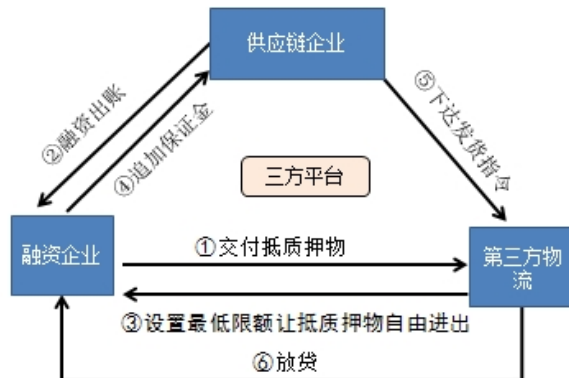 供应链企业
②融资出账
④追加保证金
⑤下达发货指令
三方平台
融资企业
①交付抵质押物
第三方物
流
③设置最低限额让抵质押物自由进出
⑥放贷